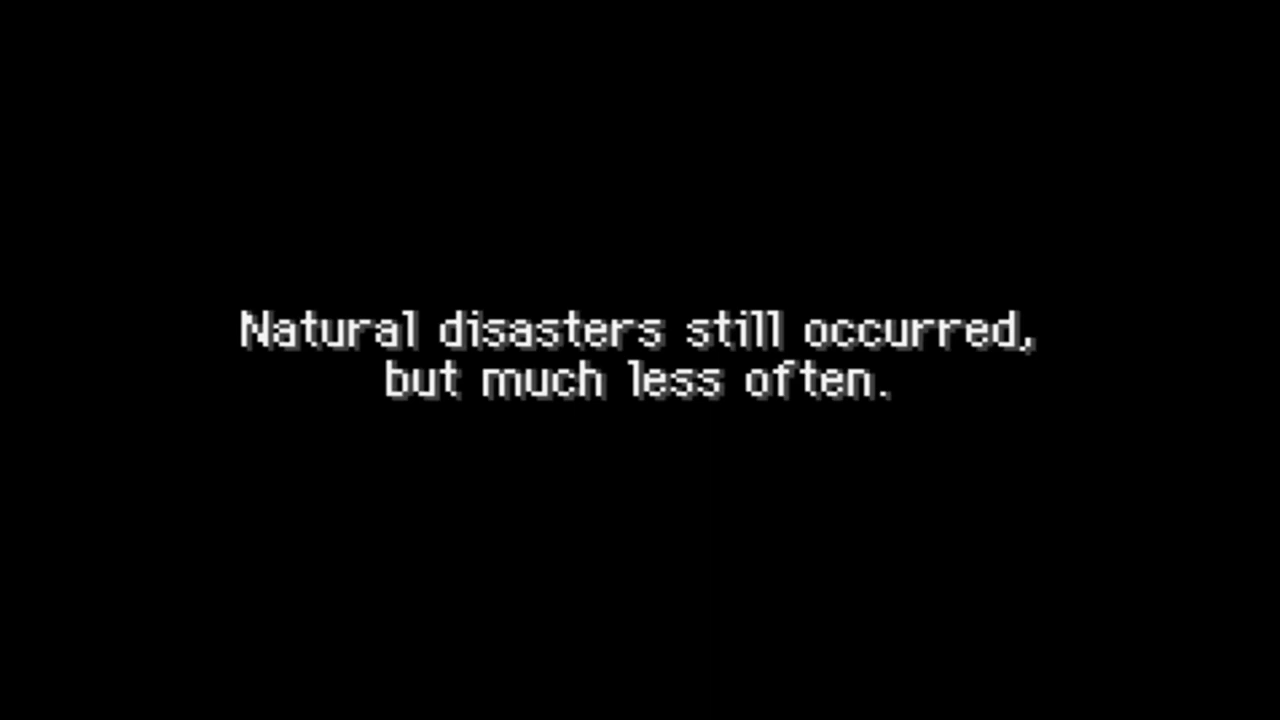 Natural disasters still occurred,
but much less often.